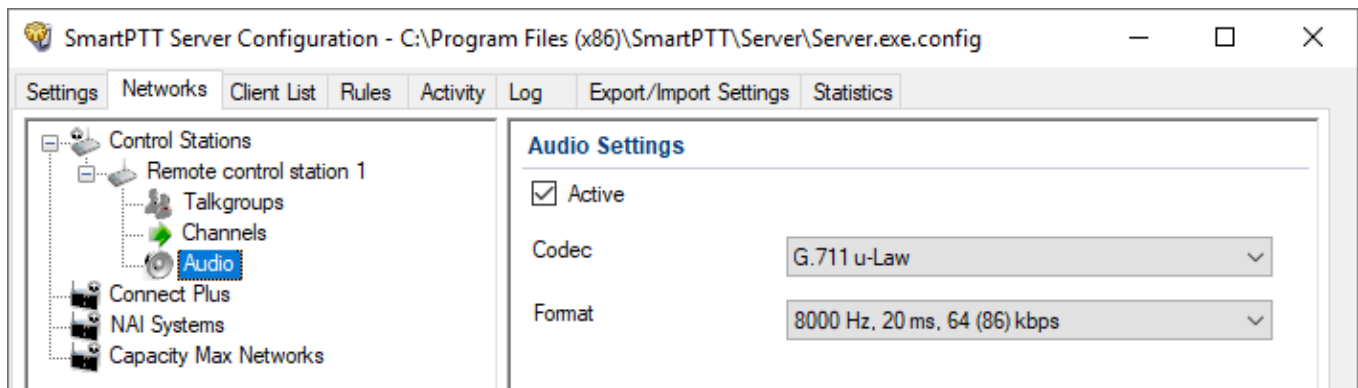 SmartPTT Server Configuration - C:\Program Files (x86)\SmartPTT\Server\Server.exe.config
Settings Networks Client List Rules Activity Log Export/Import Settings Statistics
Control Stations
Remote control station 1
Talkgroups
Channels
Audio
Connect Plus
NAI Systems
Capacity Max Networks
Audio Settings
Active
Codec G.711 u-Law
Format 8000 Hz, 20 ms, 64 (86) kbps